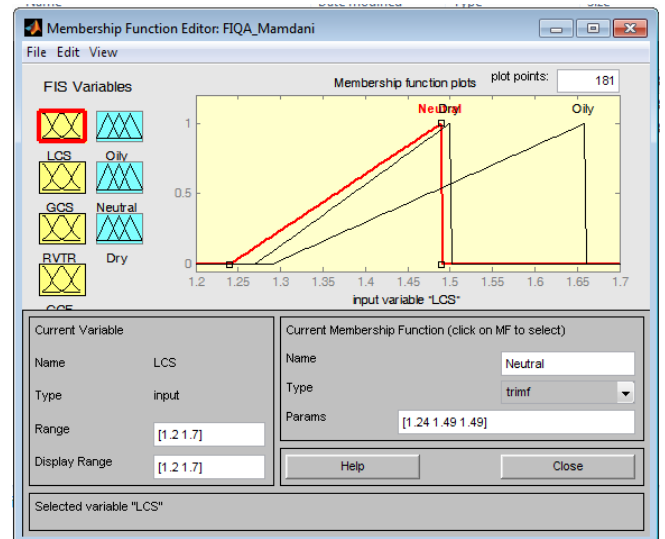 Membership Function Editor: FIQA_Mamdani
File Edit View
FIS Variables
Membership function plots
plot points:
181
Neutral
Dry
Oily
LCS
Oily
GCS
Neutral
RVTR
Dry
1
0.5
0
1.2 1.25 1.3 1.35 1.4 1.45 1.5 1.55 1.6 1.65 1.7
input variable "LCS"
Current Variable
Name LCS
Type input
Range [1.2 1.7]
Display Range [1.2 1.7]
Current Membership Function (click on MF to select)
Name Neutral
Type trimf
Params [1.24 1.49 1.49]
Help Close
Selected variable "LCS"